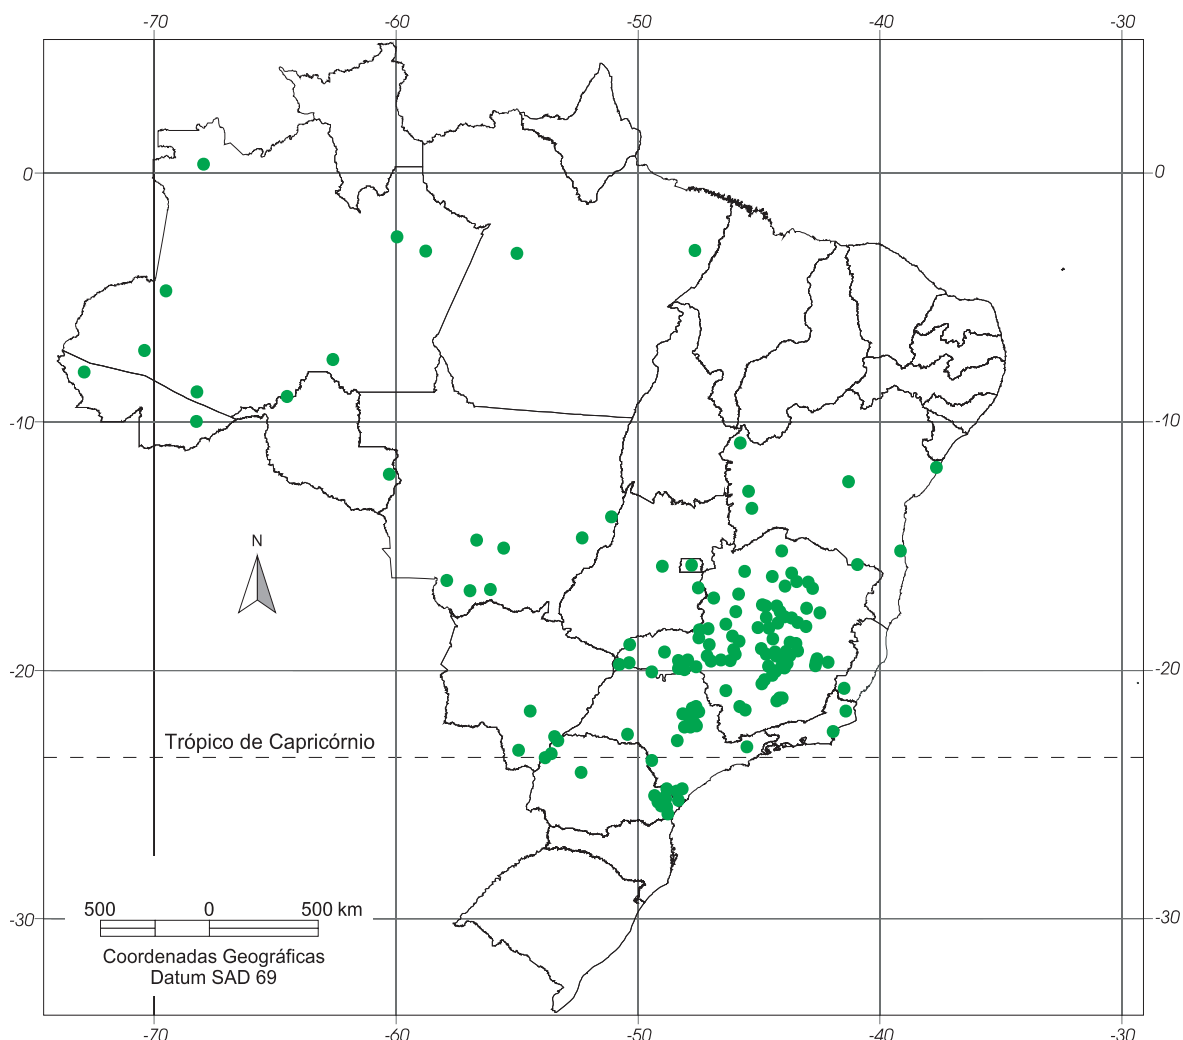 -70 -60 -50 -40 -30
0 0
-10 -10
N
-20 -20
Trópico de Capricórnio
500 0 500 km
-30 -30
Coordenadas Geográficas
Datum SAD 69
-70 -60 -50 -40 -30